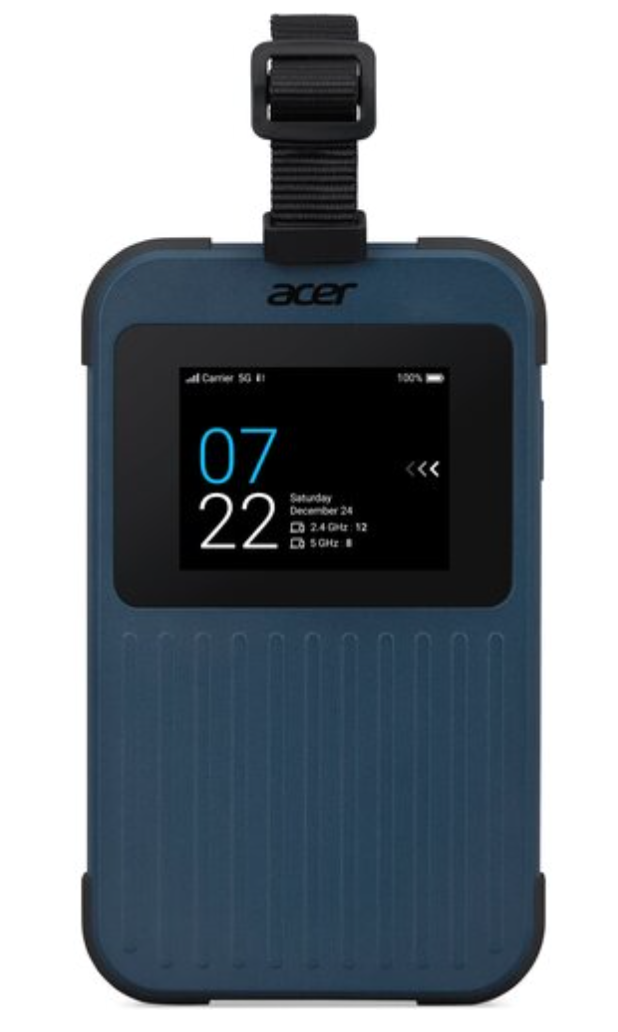 acer
Carrier 5G
100%
07
22
Saturday
December 24
2.4 GHz : 12
5 GHz : 8